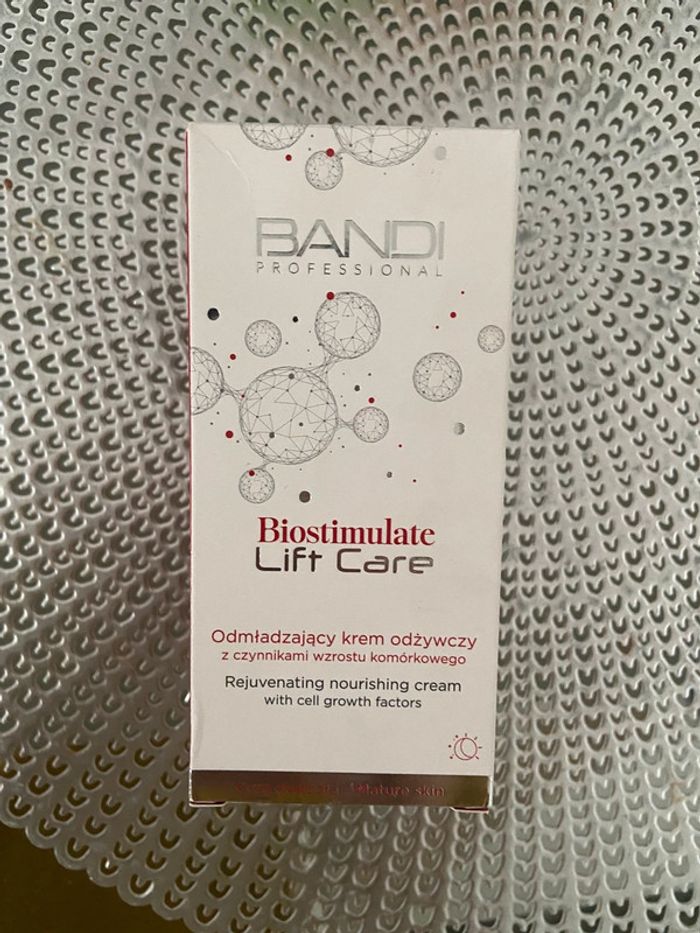 BANDI
PROFESSIONAL
Biostimulate
Lift Care
Odmładzający krem odżywczy
z czynnikami wzrostu komórkowego
Rejuvenating nourishing cream
with cell growth factors
Mature skin